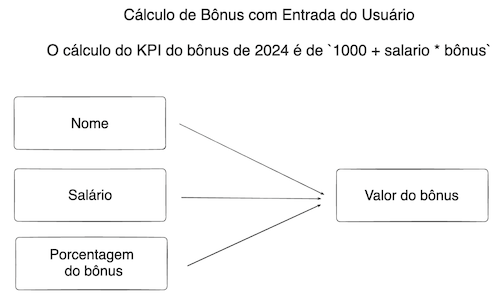 Cálculo de Bônus com Entrada do Usuário
O cálculo do KPI do bônus de 2024 é de `1000 + salario * bônus`
Nome
Salário
Porcentagem
do bônus
Valor do bônus